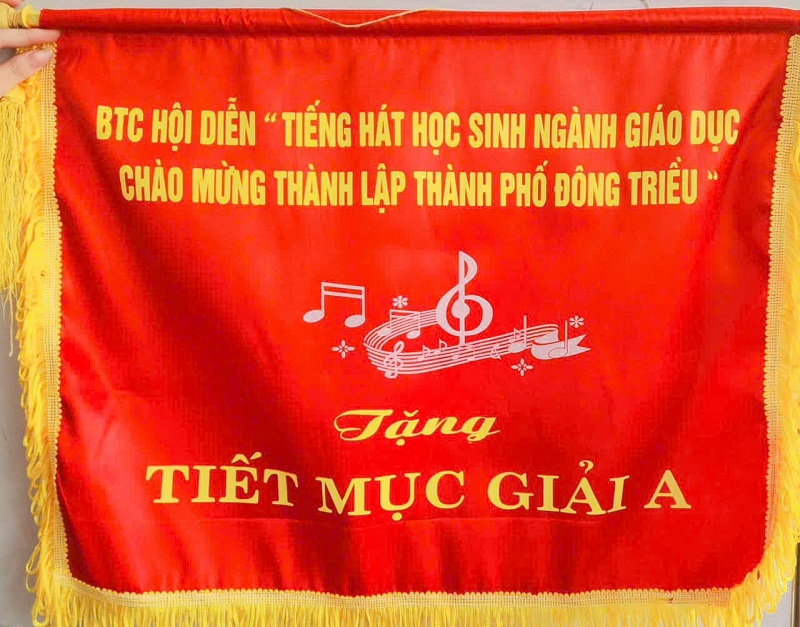 BTC HỘI DIỄN “ TIẾNG HÁT HỌC SINH NGÀNH GIÁO DỤC
CHÀO MỪNG THÀNH LẬP THÀNH PHỐ ĐÔNG TRIỀU “
Tặng
TIẾT MỤC GIẢI A